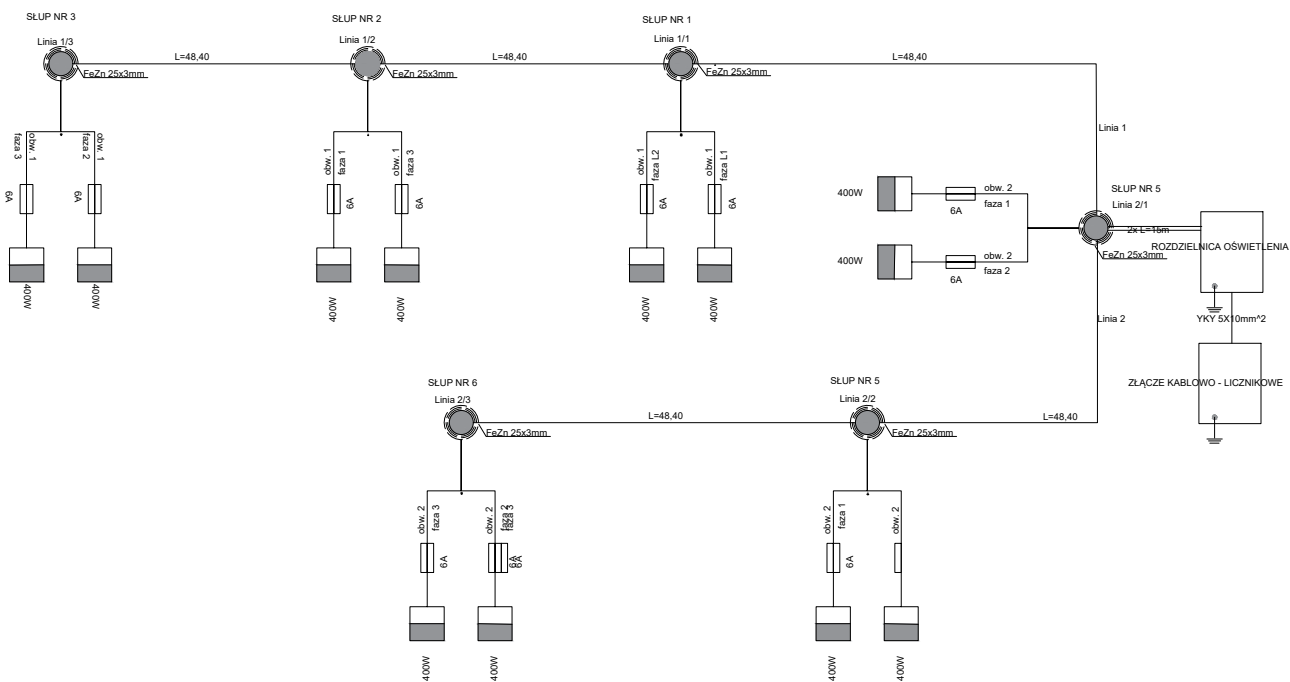 SŁUP NR 3
Linia 1/3
FeZn 25x3mm
L=48,40
SŁUP NR 2
Linia 1/2
FeZn 25x3mm
L=48,40
SŁUP NR 1
Linia 1/1
FeZn 25x3mm
L=48,40
Linia 1
faza 3
obw. 1
faza 2
obw. 1
6A
6A
400W
400W
obw. 1
faza 1
obw. 1
faza 3
6A
6A
400W
400W
obw. 1
faza L2
obw. 1
faza L1
6A
6A
400W
400W
400W
6A
obw. 2
faza 1
400W
6A
obw. 2
faza 2
SŁUP NR 5
Linia 2/1
2x L=15m
FeZn 25x3mm
ROZDZIELNICA OŚWIETLENIA
YKY 5X10mm^2
ZŁĄCZE KABLOWO - LICZNIKOWE
Linia 2
SŁUP NR 6
Linia 2/3
FeZn 25x3mm
L=48,40
SŁUP NR 5
Linia 2/2
FeZn 25x3mm
L=48,40
obw. 2
faza 3
obw. 2
faza 2
faza 3
6A
6A
6A
400W
400W
obw. 2
faza 1
obw. 2
6A
400W
400W